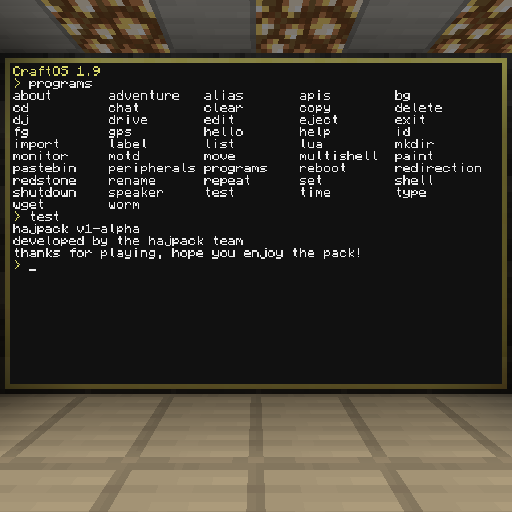 CraftOS 1.9
> programs
about adventure alias apis bg
cd chat clear copy delete
dj drive edit eject exit
fg gps hello help id
import label list lua mkdir
monitor motd move multishell paint
pastebin peripherals programs reboot redirection
redstone rename repeat set shell
shutdown speaker test time type
wget worm
> test
hajpack v1-alpha
developed by the hajpack team
thanks for playing, hope you enjoy the pack!
> _